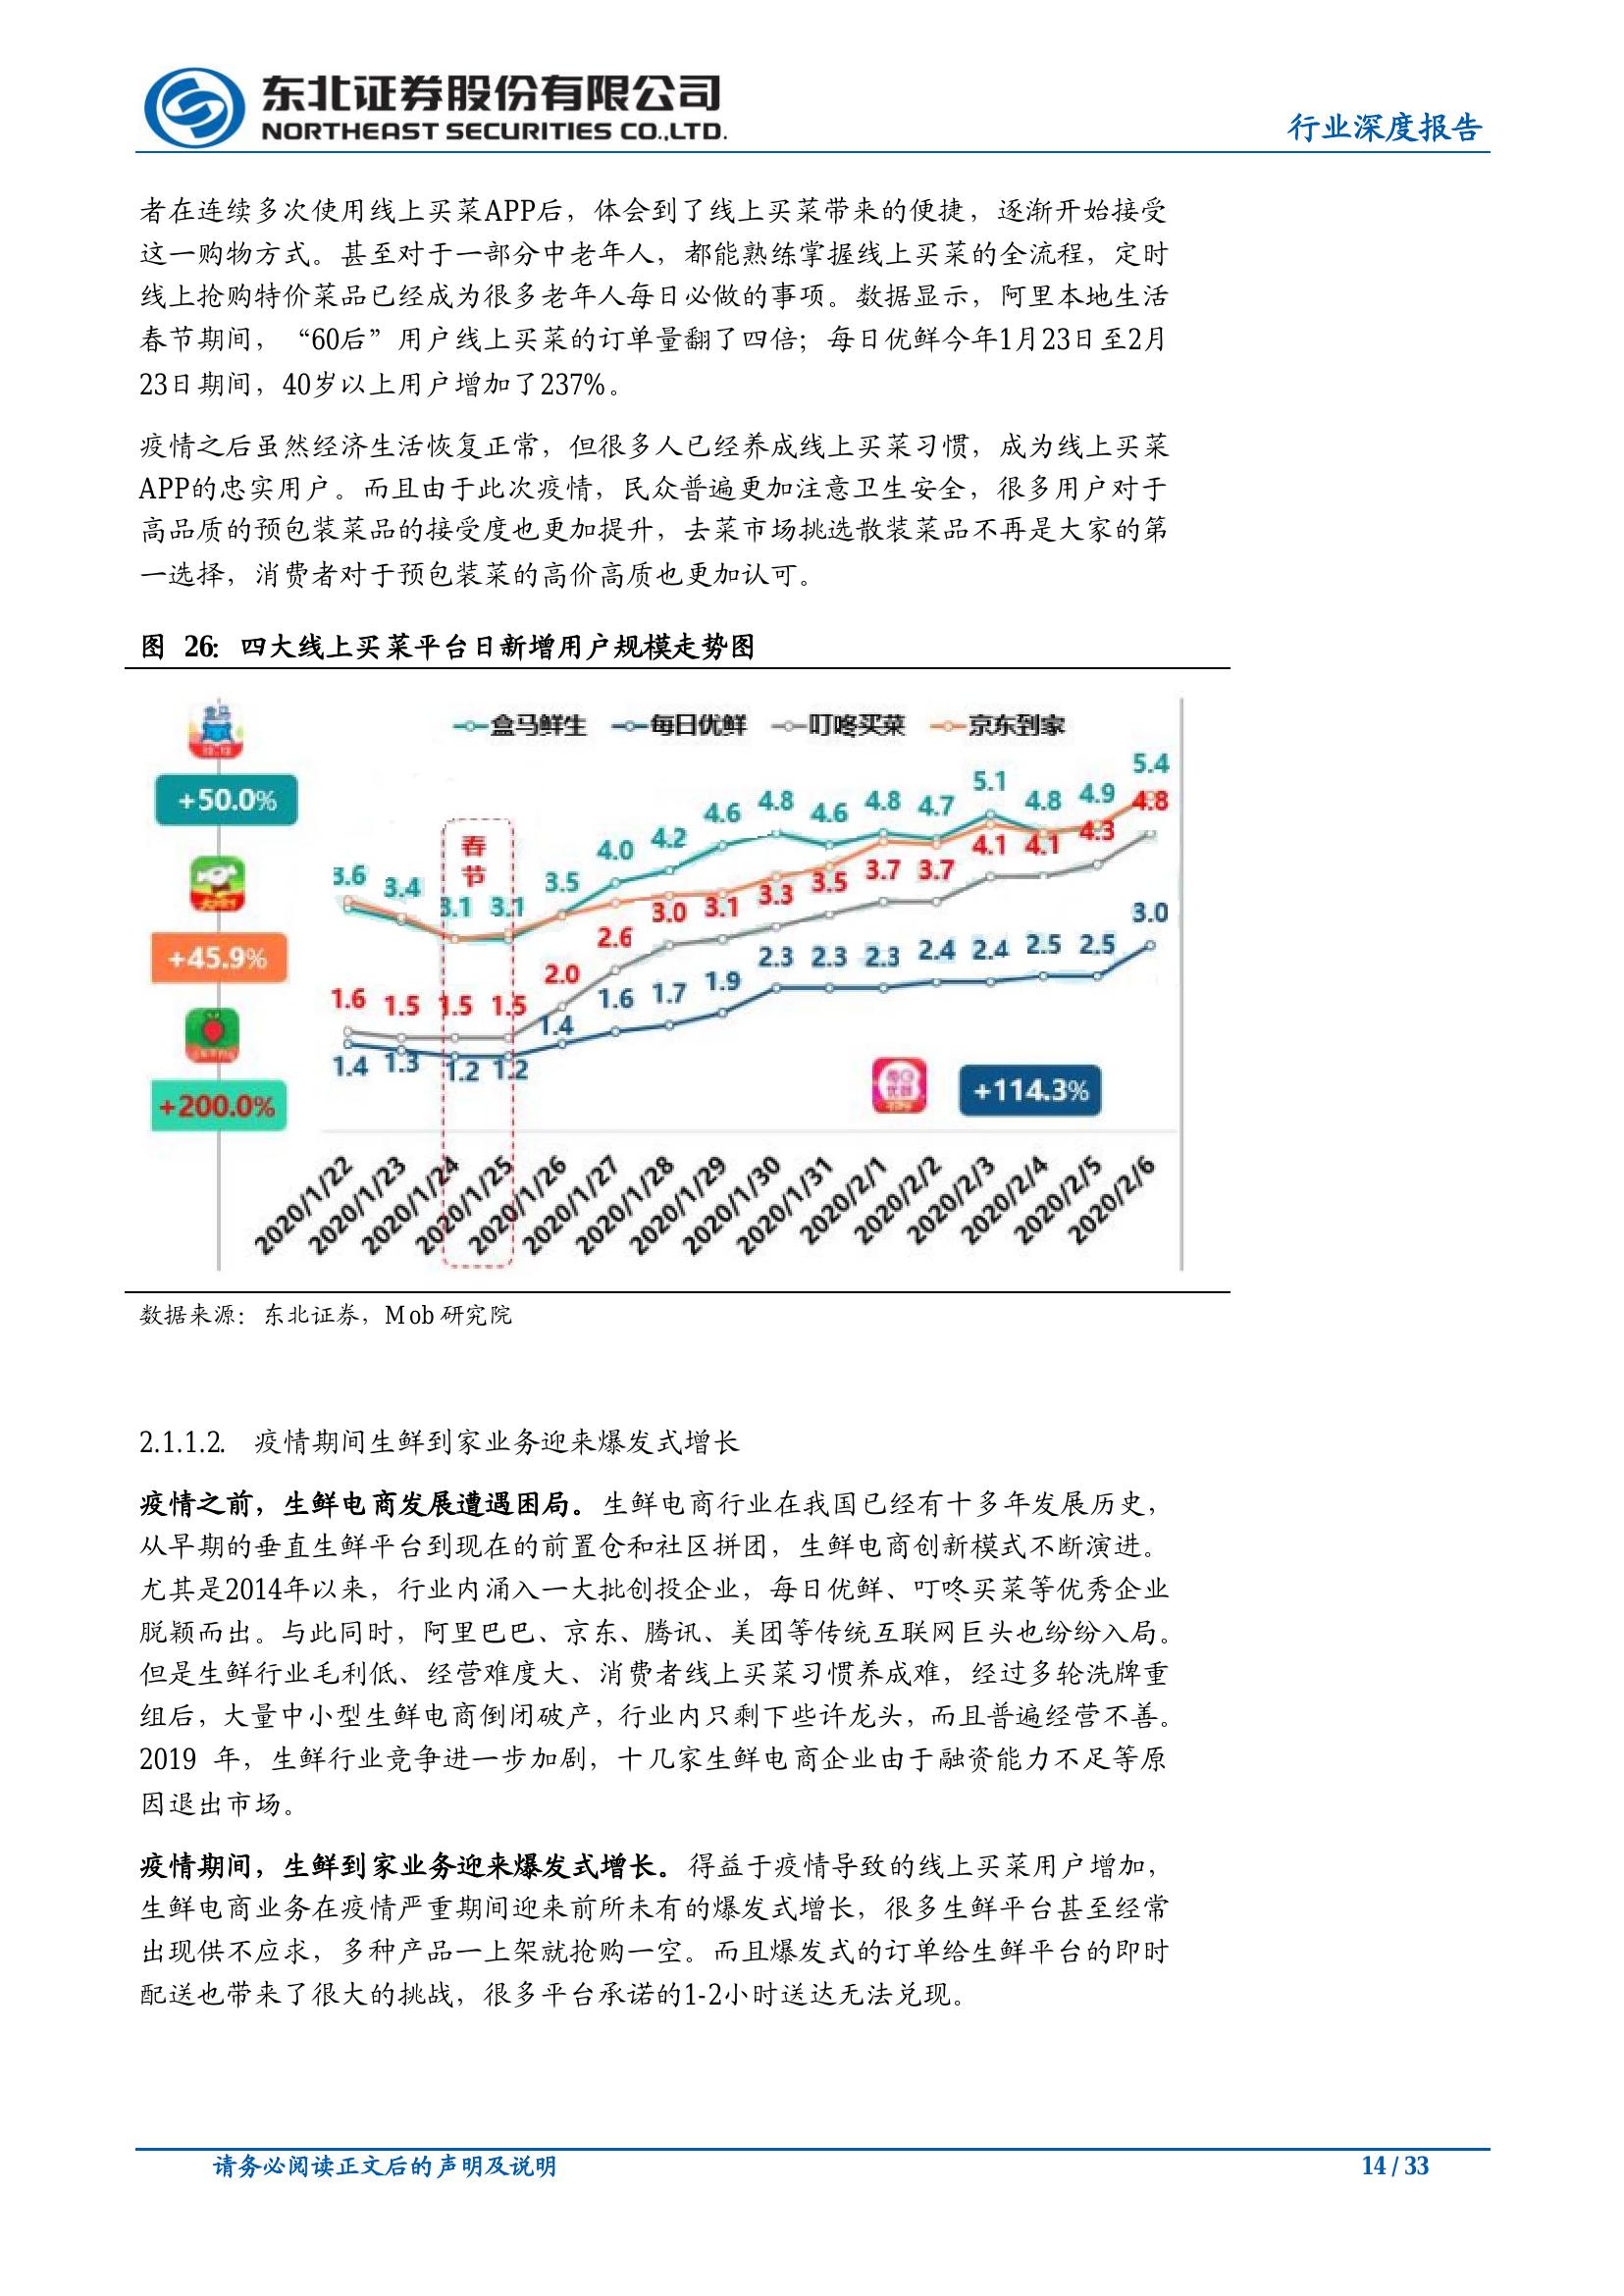 东北证券股份有限公司
NORTHEAST SECURITIES CO.,LTD.
行业深度报告
者在连续多次使用线上买菜APP后，体会到了线上买菜带来的便捷，逐渐开始接受
这一购物方式。甚至对于一部分中老年人，都能熟练掌握线上买菜的全流程，定时
线上抢购特价菜品已经成为很多老年人每日必做的事项。数据显示，阿里本地生活
春节期间，“60后”用户线上买菜的订单量翻了四倍；每日优鲜今年1月23日至2月
23日期间，40岁以上用户增加了237%。
疫情之后虽然经济生活恢复正常，但很多人已经养成线上买菜习惯，成为线上买菜
APP的忠实用户。而且由于此次疫情，民众普遍更加注意卫生安全，很多用户对于
高品质的预包装菜品的接受度也更加提升，去菜市场挑选散装菜品不再是大家的第
一选择，消费者对于预包装菜的高价高质也更加认可。
图 26：四大线上买菜平台日新增用户规模走势图
盒马
盒马鲜生 每日优鲜 叮咚买菜 京东到家
+50.0%
+45.9%
+200.0%
春
节
3.6 3.4 3.1 3.1 3.5 4.0 4.2 4.6 4.8 4.6 4.8 4.7 5.1 4.8 4.9 5.4
1.6 1.5 1.5 1.5 2.0 2.6 3.0 3.1 3.3 3.5 3.7 3.7 4.1 4.1 4.3 4.8
1.4 1.3 1.2 1.2 1.4 1.6 1.7 1.9 2.3 2.3 2.3 2.4 2.4 2.5 2.5 3.0
+114.3%
2020/1/22 2020/1/23 2020/1/24 2020/1/25 2020/1/26 2020/1/27 2020/1/28 2020/1/29 2020/1/30 2020/1/31 2020/2/1 2020/2/2 2020/2/3 2020/2/4 2020/2/5 2020/2/6
数据来源：东北证券，Mob 研究院
2.1.1.2. 疫情期间生鲜到家业务迎来爆发式增长
疫情之前，生鲜电商发展遭遇困局。生鲜电商行业在我国已经有十多年发展历史，
从早期的垂直生鲜平台到现在的前置仓和社区拼团，生鲜电商创新模式不断演进。
尤其是2014年以来，行业内涌入一大批创投企业，每日优鲜、叮咚买菜等优秀企业
脱颖而出。与此同时，阿里巴巴、京东、腾讯、美团等传统互联网巨头也纷纷入局。
但是生鲜行业毛利低、经营难度大、消费者线上买菜习惯养成难，经过多轮洗牌重
组后，大量中小型生鲜电商倒闭破产，行业内只剩下些许龙头，而且普遍经营不善。
2019 年，生鲜行业竞争进一步加剧，十几家生鲜电商企业由于融资能力不足等原
因退出市场。
疫情期间，生鲜到家业务迎来爆发式增长。得益于疫情导致的线上买菜用户增加，
生鲜电商业务在疫情严重期间迎来前所未有的爆发式增长，很多生鲜平台甚至经常
出现供不应求，多种产品一上架就抢购一空。而且爆发式的订单给生鲜平台的即时
配送也带来了很大的挑战，很多平台承诺的1-2小时送达无法兑现。
请务必阅读正文后的声明及说明
14 / 33